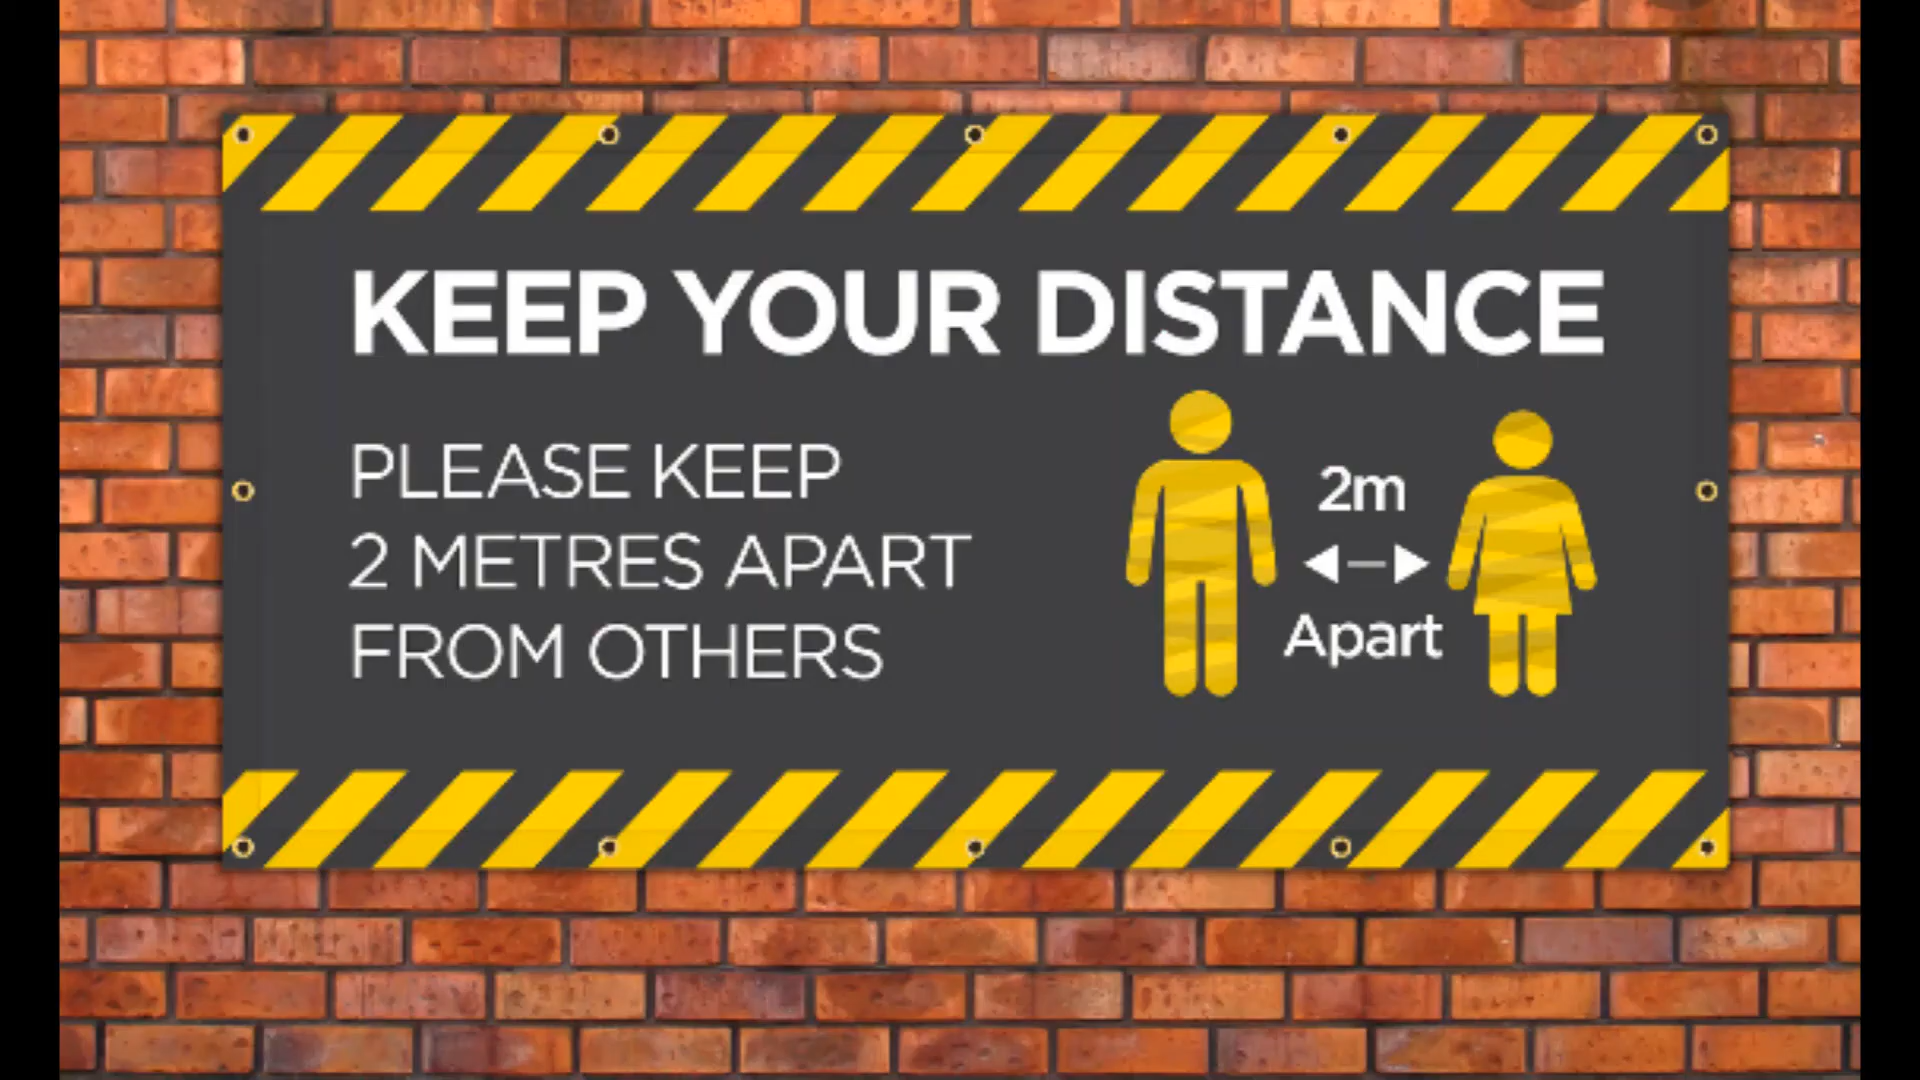 KEEP YOUR DISTANCE
PLEASE KEEP
2 METRES APART
FROM OTHERS
2m
Apart